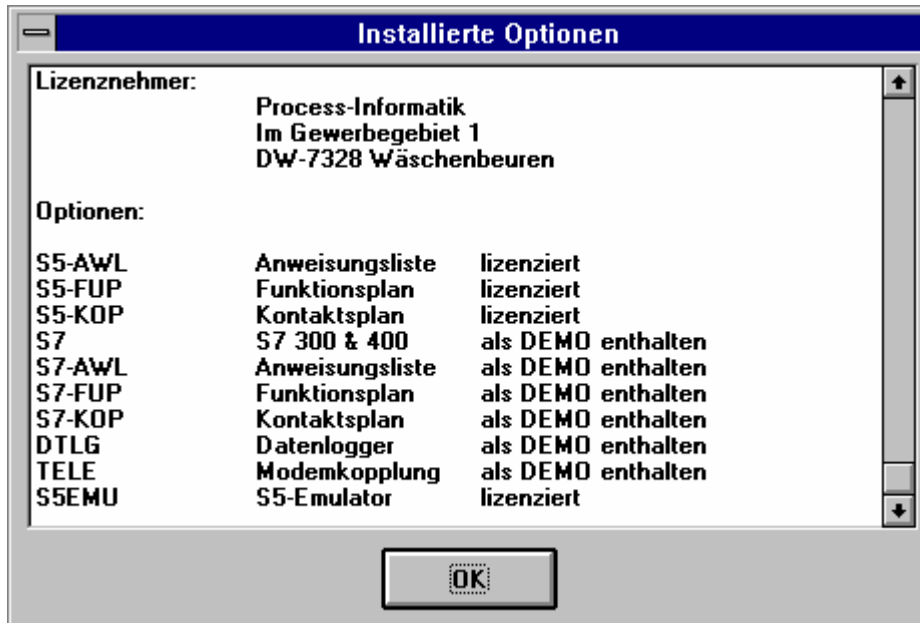 Installierte Optionen
Lizenznehmer:
Process-Informatik
Im Gewerbegebiet 1
DW-7328 Wäschenbeuren
Optionen:
S5-AWL Anweisungsliste lizenziert
S5-FUP Funktionsplan lizenziert
S5-KOP Kontaktsplan lizenziert
S7 S7 300 & 400 als DEMO enthalten
S7-AWL Anweisungsliste als DEMO enthalten
S7-FUP Funktionsplan als DEMO enthalten
S7-KOP Kontaktsplan als DEMO enthalten
DTLG Datenlogger als DEMO enthalten
TELE Modemkopplung als DEMO enthalten
S5EMU S5-Emulator lizenziert
OK